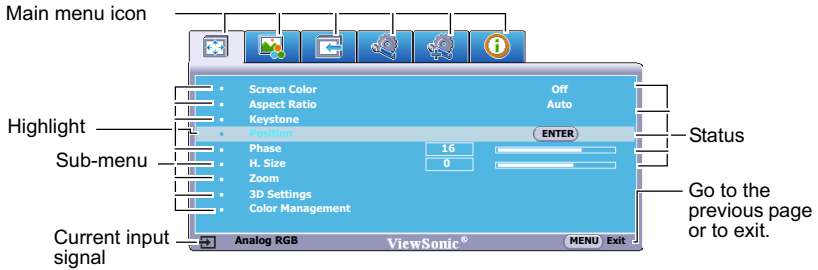 Main menu icon
Screen Color Off
Aspect Ratio Auto
Keystone
Highlight
Position ENTER
Status
Phase 16
Sub-menu
H. Size 0
Zoom
3D Settings
Color Management
Go to the
previous page
or to exit.
Current input
signal
Analog RGB
ViewSonic®
MENU Exit